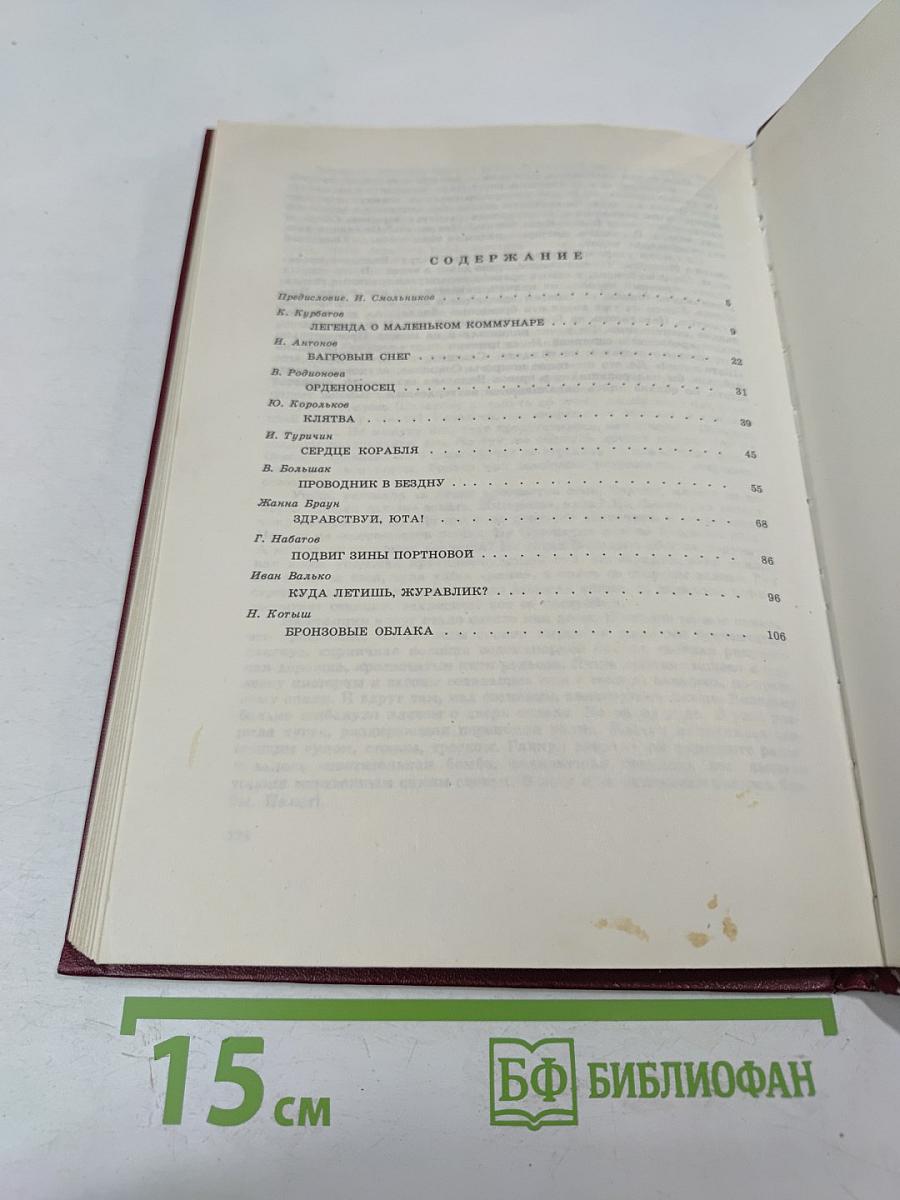 СОДЕРЖАНИЕ
Предисловие. И. Смольников . . . . . . . . . . . . . . . . 5
К. Курбатов
ЛЕГЕНДА О МАЛЕНЬКОМ КОММУНАРЕ . . . . . . . . . . . 9
И. Антонов
БАГРОВЫЙ СНЕГ . . . . . . . . . . . . . . . . . . 22
В. Родионова
ОРДЕНОНОСЕЦ . . . . . . . . . . . . . . . . . . . 31
Ю. Корольков
КЛЯТВА . . . . . . . . . . . . . . . . . . . . . 39
И. Туричин
СЕРДЦЕ КОРАБЛЯ . . . . . . . . . . . . . . . . . 45
В. Большак
ПРОВОДНИК В БЕЗДНУ . . . . . . . . . . . . . . . 55
Жанна Браун
ЗДРАВСТВУЙ, ЮТА! . . . . . . . . . . . . . . . . 68
Г. Набатов
ПОДВИГ ЗИНЫ ПОРТНОВОЙ . . . . . . . . . . . . . . 86
Иван Валько
КУДА ЛЕТИШЬ, ЖУРАВЛИК? . . . . . . . . . . . . . 96
Н. Котыш
БРОНЗОВЫЕ ОБЛАКА . . . . . . . . . . . . . . . . 106
15 см
БФ БИБЛИОФАН